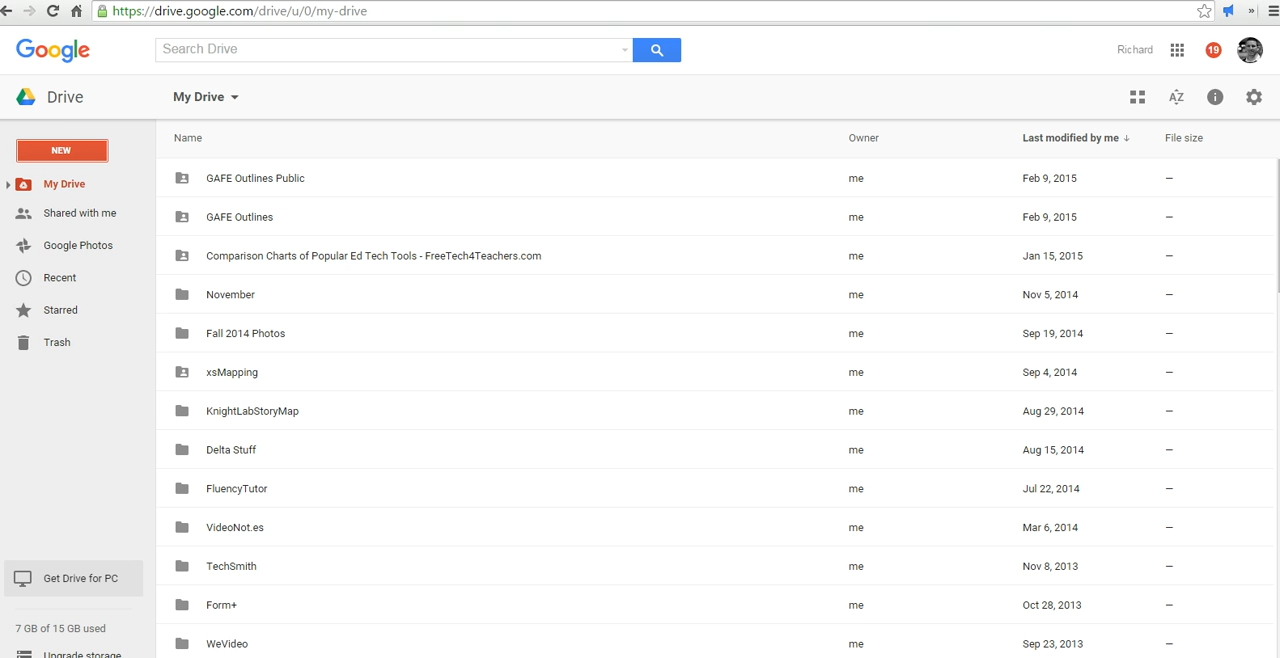 https://drive.google.com/drive/u/0/my-drive
Google
Search Drive
Richard
19
Drive
My Drive
AZ
Name Owner Last modified by me File size
NEW
My Drive
Shared with me
Google Photos
Recent
Starred
Trash
Get Drive for PC
7 GB of 15 GB used
Upgrade storage
GAFE Outlines Public me Feb 9, 2015 –
GAFE Outlines me Feb 9, 2015 –
Comparison Charts of Popular Ed Tech Tools - FreeTech4Teachers.com me Jan 15, 2015 –
November me Nov 5, 2014 –
Fall 2014 Photos me Sep 19, 2014 –
xsMapping me Sep 4, 2014 –
KnightLabStoryMap me Aug 29, 2014 –
Delta Stuff me Aug 15, 2014 –
FluencyTutor me Jul 22, 2014 –
VideoNot.es me Mar 6, 2014 –
TechSmith me Nov 8, 2013 –
Form+ me Oct 28, 2013 –
WeVideo me Sep 23, 2013 –